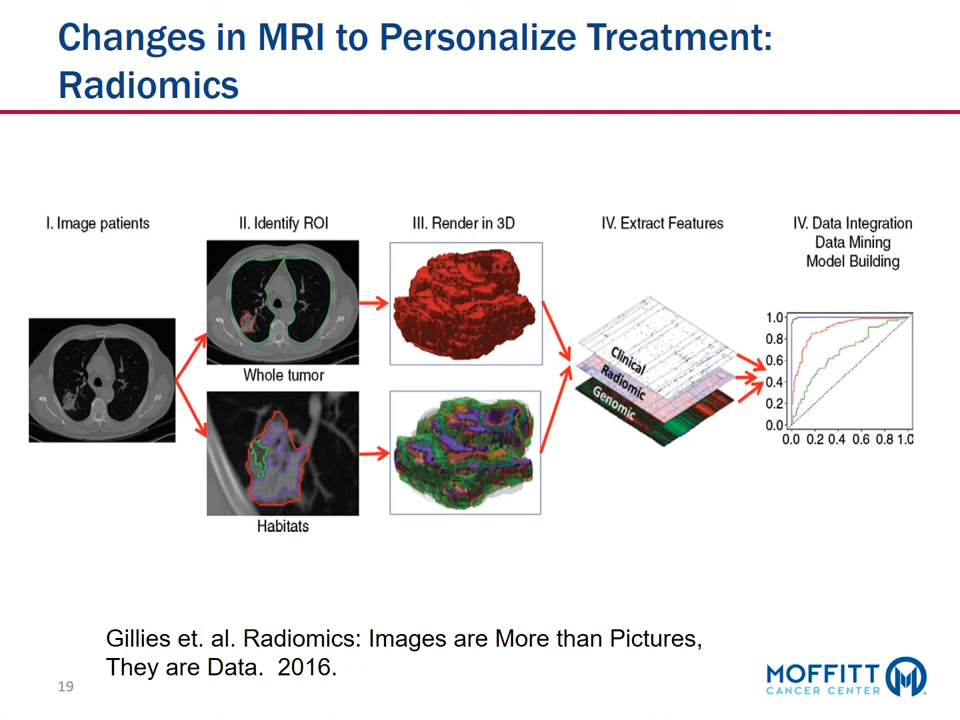 Changes in MRI to Personalize Treatment:
Radiomics
I. Image patients
II. Identify ROI
III. Render in 3D
IV. Extract Features
IV. Data Integration
Data Mining
Model Building
Whole tumor
Habitats
Clinical
Radiomic
Genomic
1.0
0.8
0.6
0.4
0.2
0.0
0.0 0.2 0.4 0.6 0.8 1.0
Gillies et. al. Radiomics: Images are More than Pictures,
They are Data.  2016.
19
MOFFITT
CANCER CENTER
M
®